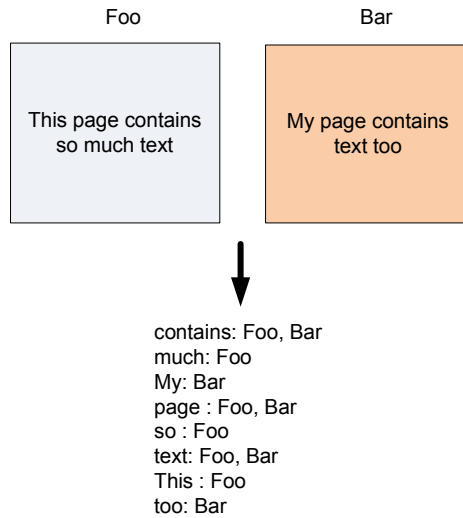 Foo
Bar
This page contains
so much text
My page contains
text too
contains: Foo, Bar
much: Foo
My: Bar
page : Foo, Bar
so : Foo
text: Foo, Bar
This : Foo
too: Bar